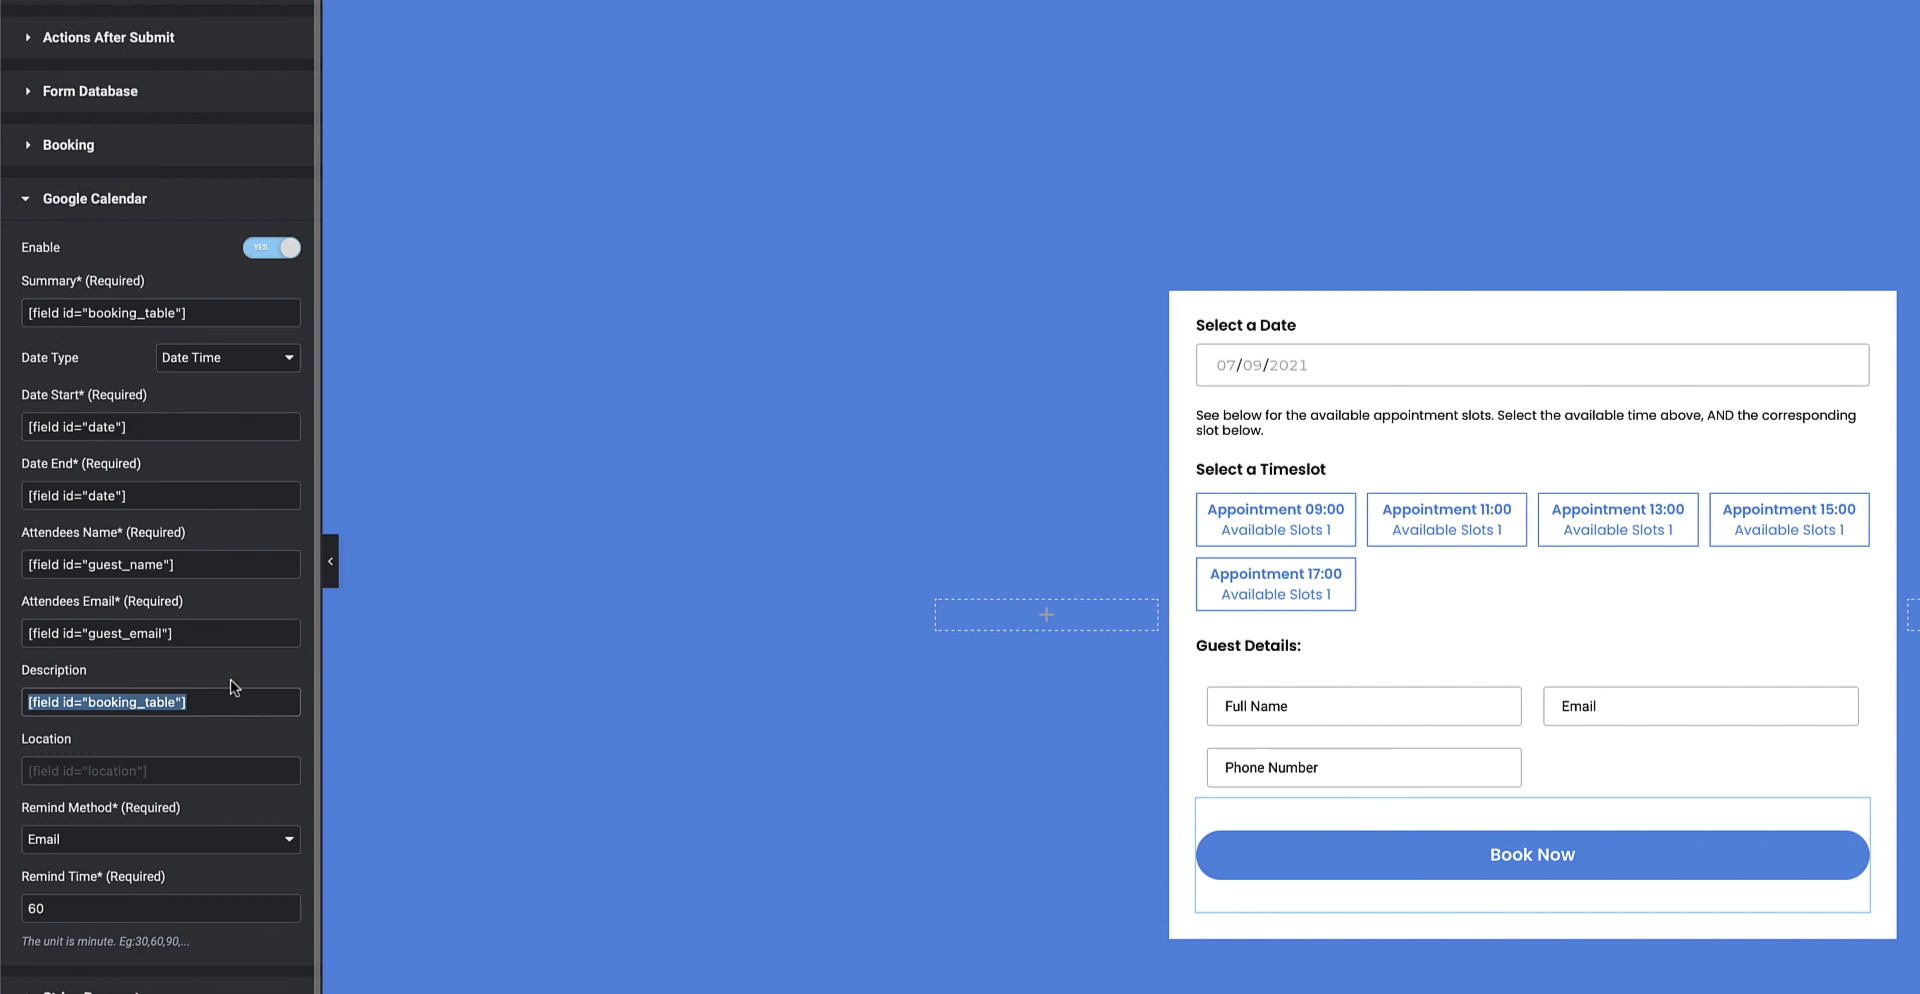 Actions After Submit
Form Database
Booking
Google Calendar
Enable
YES
Summary* (Required)
[field id="booking_table"]
Date Type
Date Time
Date Start* (Required)
[field id="date"]
Date End* (Required)
[field id="date"]
Attendees Name* (Required)
[field id="guest_name"]
Attendees Email* (Required)
[field id="guest_email"]
Description
[field id="booking_table"]
Location
[field id="location"]
Remind Method* (Required)
Email
Remind Time* (Required)
60
The unit is minute. Eg:30,60,90,...
Select a Date
07/09/2021
See below for the available appointment slots. Select the available time above, AND the corresponding
slot below.
Select a Timeslot
Appointment 09:00
Available Slots 1
Appointment 11:00
Available Slots 1
Appointment 13:00
Available Slots 1
Appointment 15:00
Available Slots 1
Appointment 17:00
Available Slots 1
Guest Details:
Full Name
Email
Phone Number
Book Now